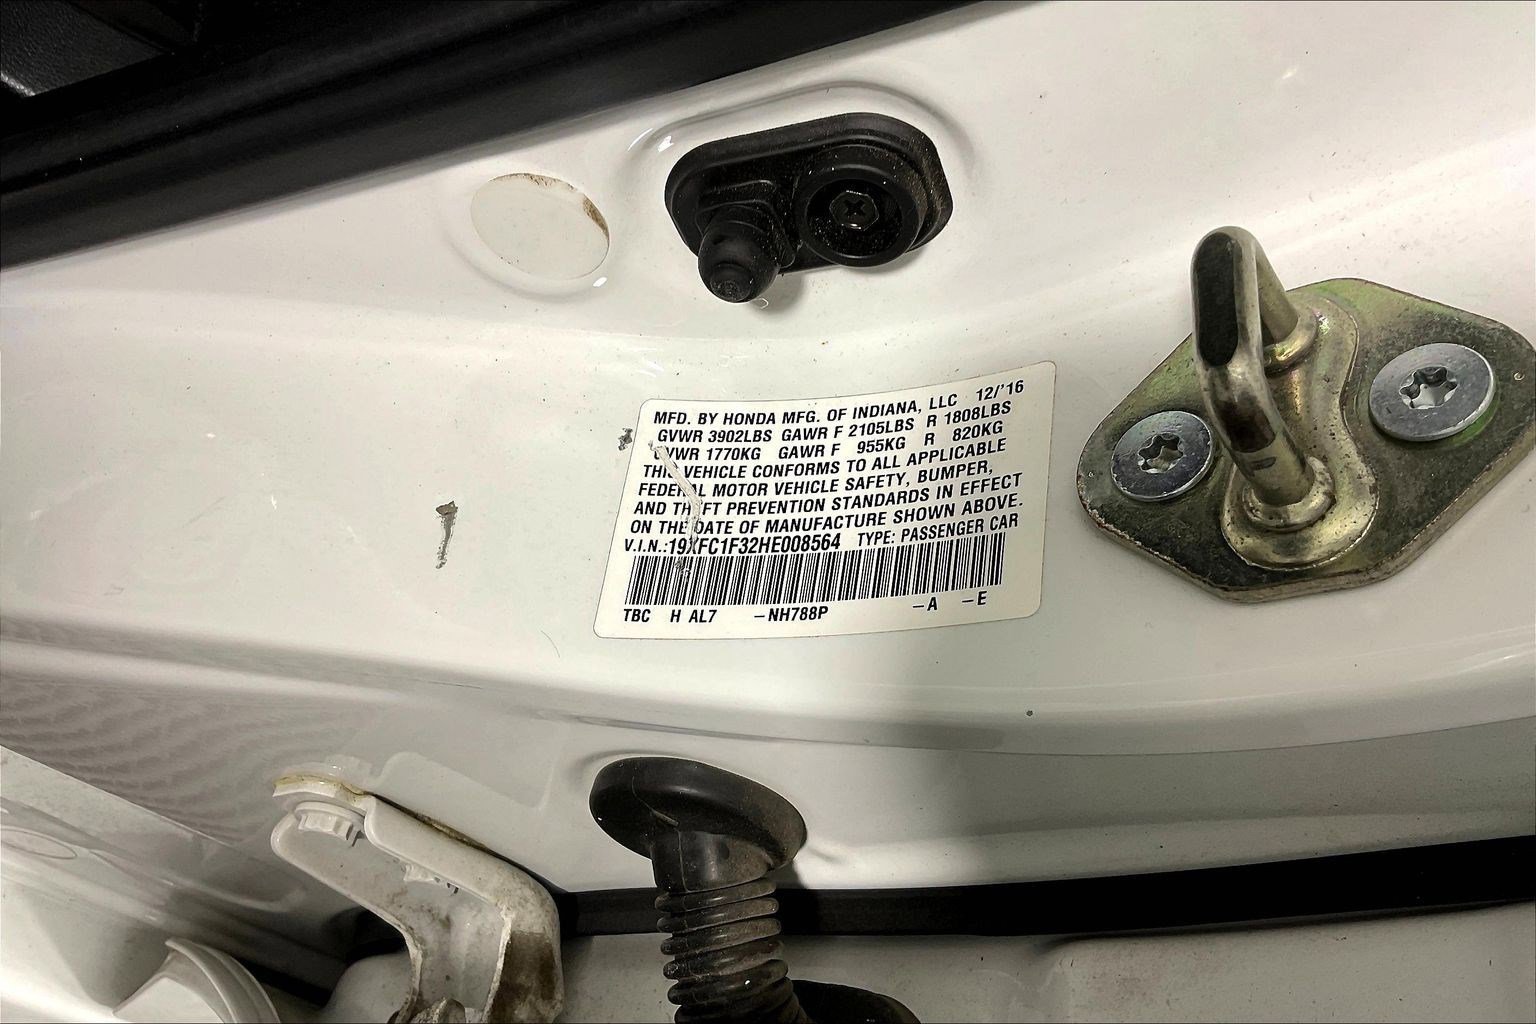 MFD. BY HONDA MFG. OF INDIANA, LLC 12/'16
GVWR 3902LBS GAWR F 2105LBS R 1808LBS
GVWR 1770KG GAWR F 955KG R 820KG
THIS VEHICLE CONFORMS TO ALL APPLICABLE
FEDERAL MOTOR VEHICLE SAFETY, BUMPER,
AND THEFT PREVENTION STANDARDS IN EFFECT
ON THE DATE OF MANUFACTURE SHOWN ABOVE.
V.I.N.:19XFC1F32HE008564 TYPE: PASSENGER CAR
TBC H AL7 –NH788P –A –E